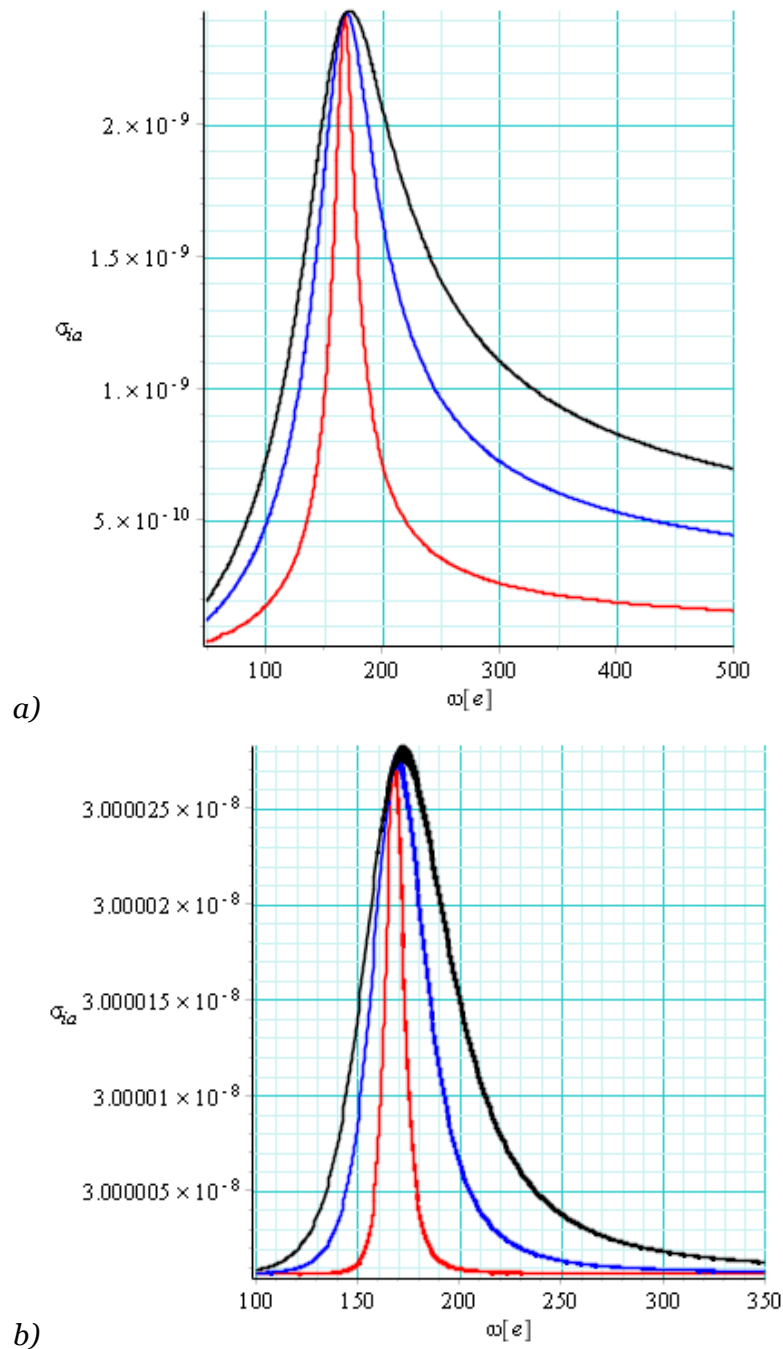 2. × 10⁻⁹
1.5 × 10⁻⁹
σia
1. × 10⁻⁹
5. × 10⁻¹⁰
100 200 300 400 500
ω[e]
a)
3.000025 × 10⁻⁸
3.00002 × 10⁻⁸
3.000015 × 10⁻⁸
σia
3.00001 × 10⁻⁸
3.000005 × 10⁻⁸
100 150 200 250 300 350
ω[e]
b)